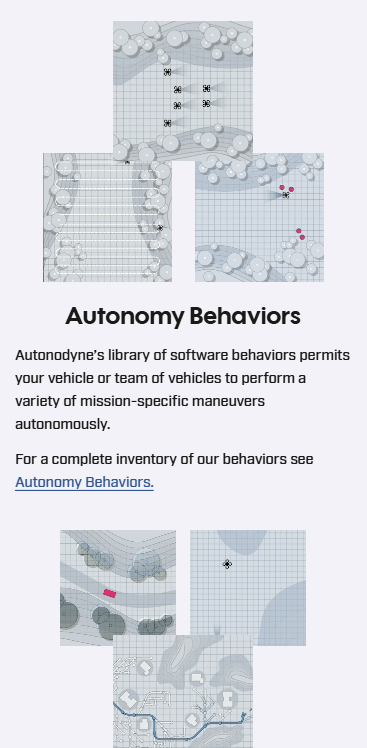 Autonomy Behaviors
Autonodyne's library of software behaviors permits
your vehicle or team of vehicles to perform a
variety of mission-specific maneuvers
autonomously.
For a complete inventory of our behaviors see
Autonomy Behaviors.